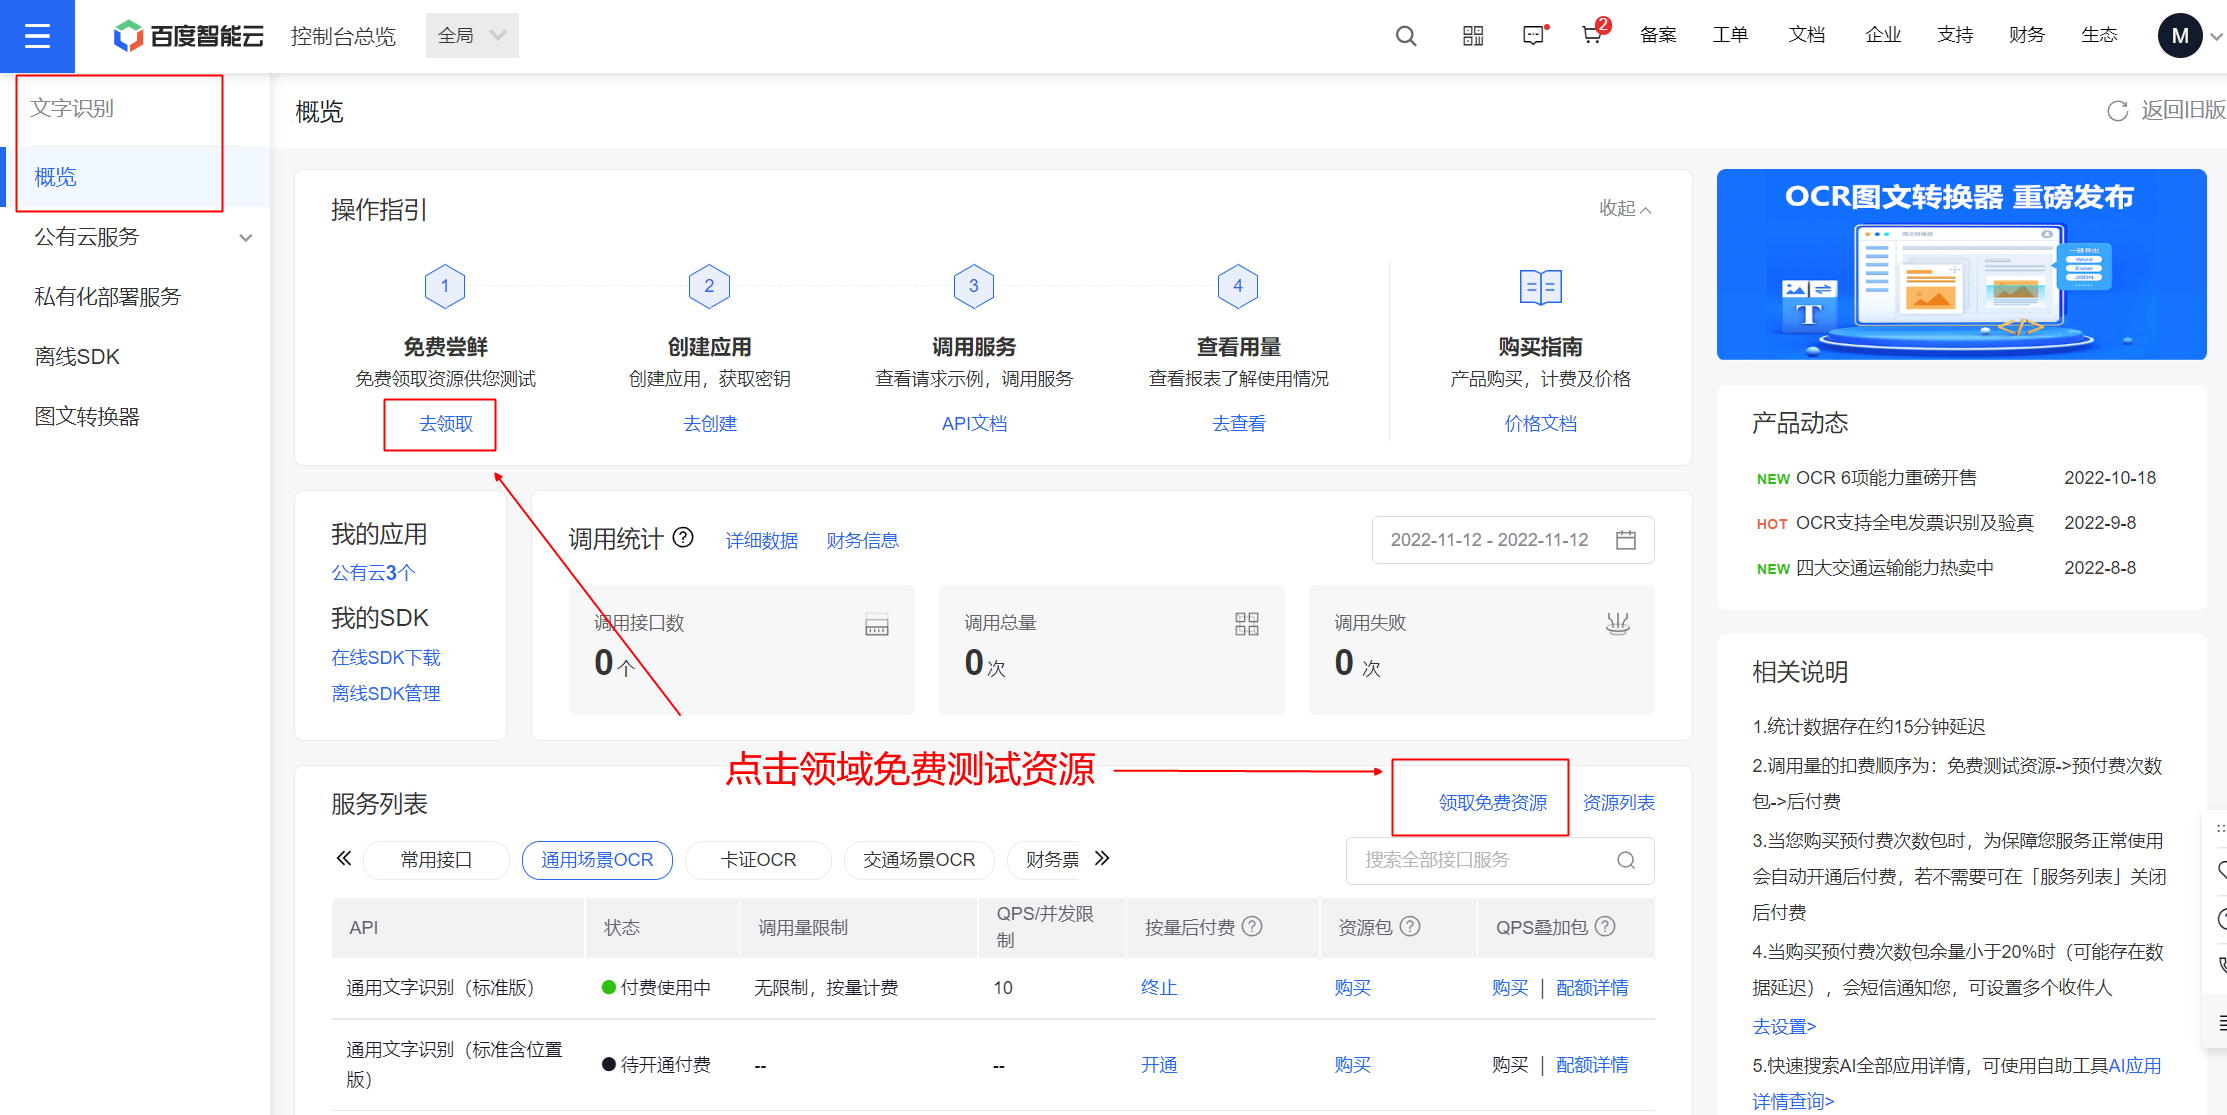 百度智能云
控制台总览
全局
2
备案
工单
文档
企业
支持
财务
生态
M
文字识别
概览
公有云服务
私有化部署服务
离线SDK
图文转换器
概览
返回旧版
操作指引
收起
1
2
3
4
免费尝鲜
创建应用
调用服务
查看用量
购买指南
免费领取资源供您测试
创建应用，获取密钥
查看请求示例，调用服务
查看报表了解使用情况
产品购买，计费及价格
去领取
去创建
API文档
去查看
价格文档
我的应用
公有云3个
我的SDK
在线SDK下载
离线SDK管理
调用统计
详细数据
财务信息
2022-11-12 - 2022-11-12
调用接口数
0个
调用总量
0次
调用失败
0 次
点击领域免费测试资源
服务列表
领取免费资源
资源列表
常用接口
通用场景OCR
卡证OCR
交通场景OCR
财务票
搜索全部接口服务
API
状态
调用量限制
QPS/并发限
制
按量后付费
资源包
QPS叠加包
通用文字识别（标准版）
付费使用中
无限制，按量计费
10
终止
购买
购买 | 配额详情
通用文字识别（标准含位置
版）
待开通付费
--
--
开通
购买
购买 | 配额详情
OCR图文转换器 重磅发布
图文转换器
一键导出
Word
Excel
JSON
T
</>
产品动态
NEW OCR 6项能力重磅开售 2022-10-18
HOT OCR支持全电发票识别及验真 2022-9-8
NEW 四大交通运输能力热卖中 2022-8-8
相关说明
1.统计数据存在约15分钟延迟
2.调用量的扣费顺序为：免费测试资源->预付费次数
包->后付费
3.当您购买预付费次数包时，为保障您服务正常使用
会自动开通后付费，若不需要可在「服务列表」关闭
后付费
4.当购买预付费次数包余量小于20%时（可能存在数
据延迟），会短信通知您，可设置多个收件人
去设置>
5.快速搜索AI全部应用详情，可使用自助工具AI应用
详情查询>